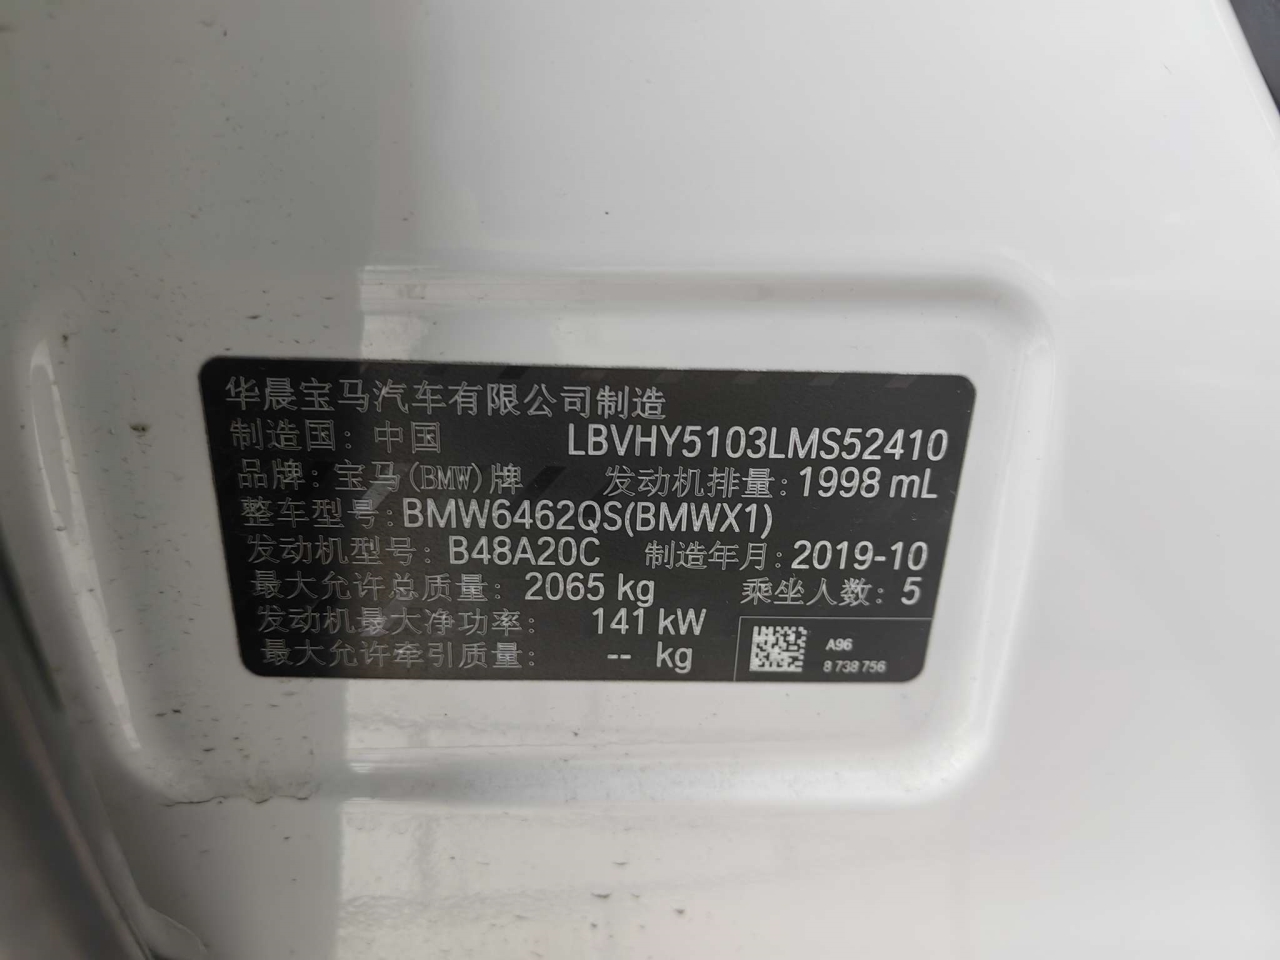 华晨宝马汽车有限公司制造
制造国：中国 LBVHY5103LMS52410
品牌：宝马(BMW)牌 发动机排量：1998 mL
整车型号：BMW6462QS(BMWX1)
发动机型号：B48A20C 制造年月：2019-10
最大允许总质量：2065 kg 乘坐人数：5
发动机最大净功率：141 kW
最大允许牵引质量：-- kg
A96
8 738 756